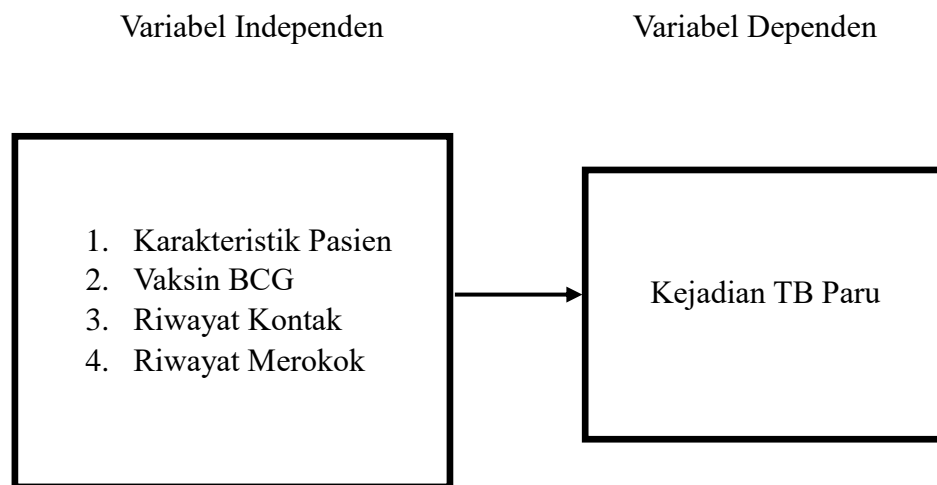 Variabel Independen
Variabel Dependen
1. Karakteristik Pasien
2. Vaksin BCG
3. Riwayat Kontak
4. Riwayat Merokok
Kejadian TB Paru